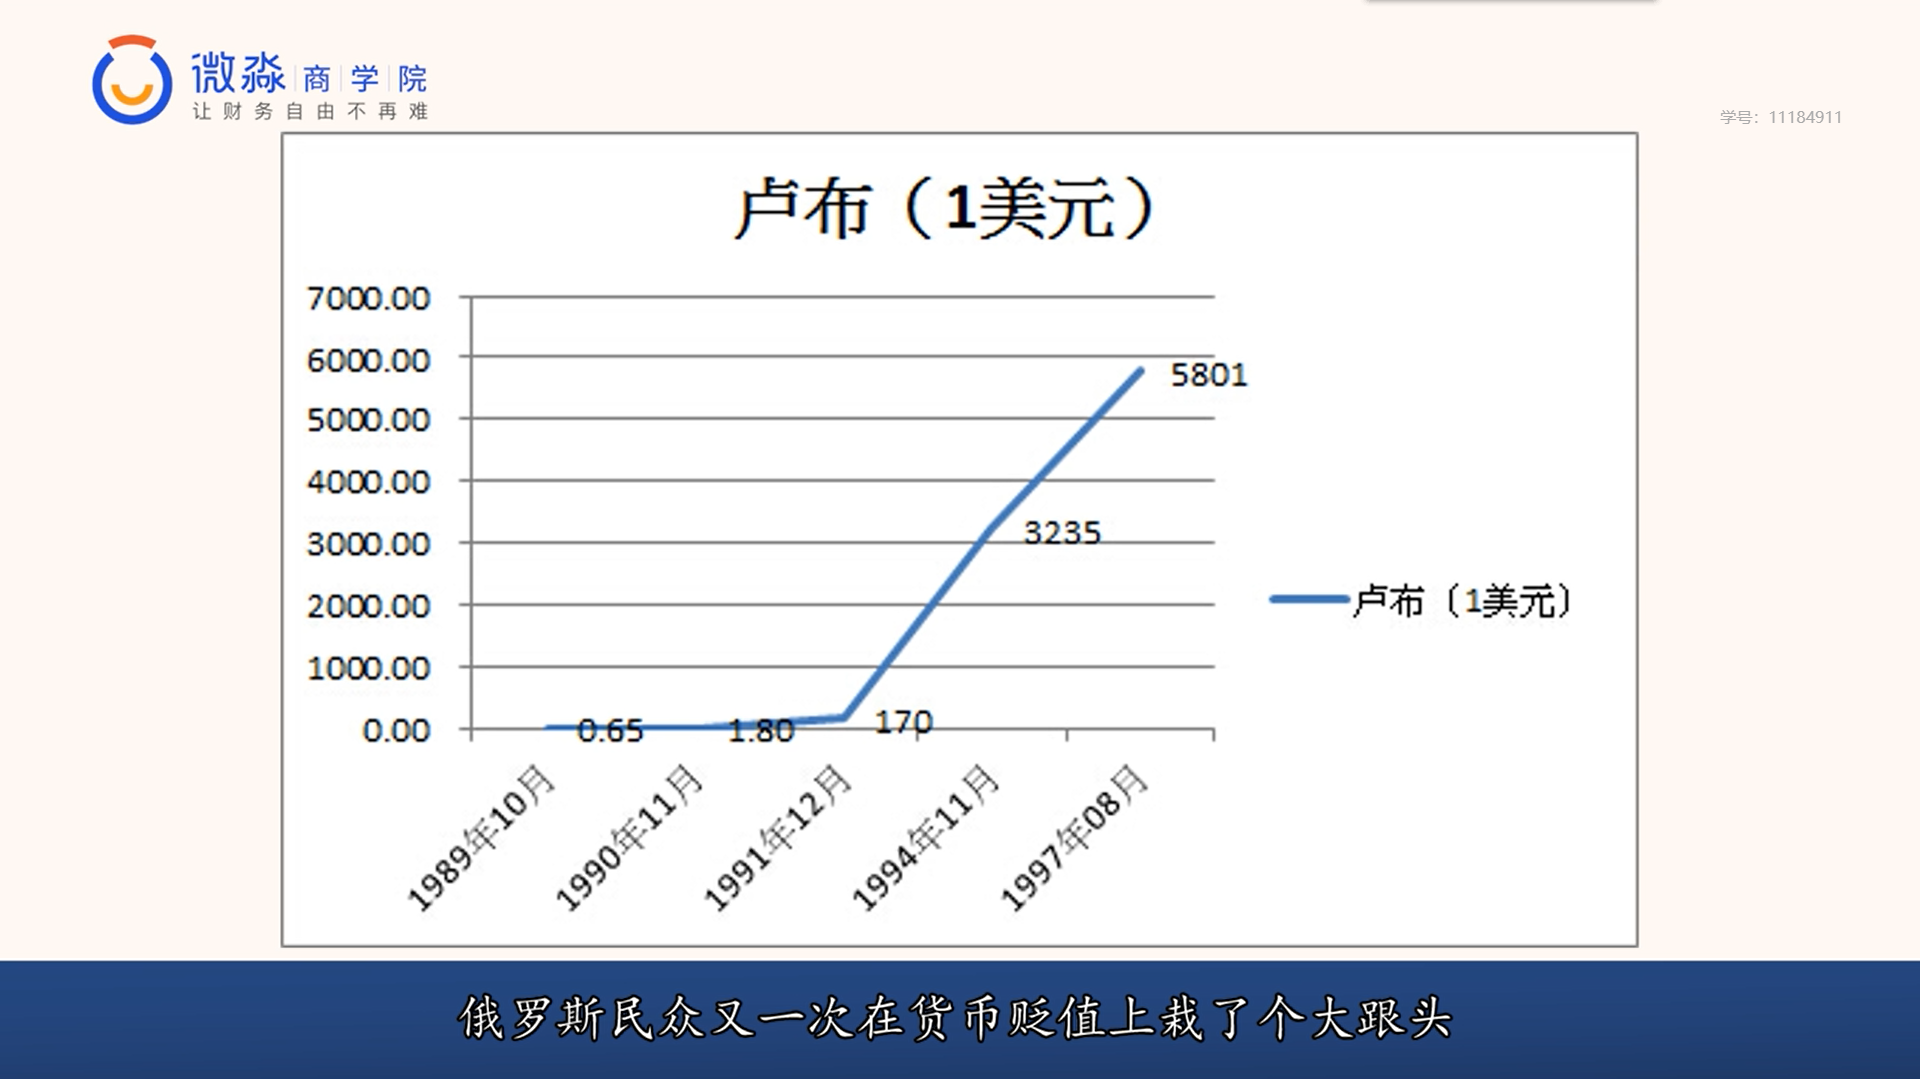 微淼 商 学 院
让财务自由不再难
学号：11184911
卢布（1美元）
7000.00
6000.00
5000.00
4000.00
3000.00
2000.00
1000.00
0.00
5801
3235
170
1.80
0.65
卢布（1美元）
1989年10月
1990年11月
1991年12月
1994年11月
1997年08月
俄罗斯民众又一次在货币贬值上栽了个大跟头